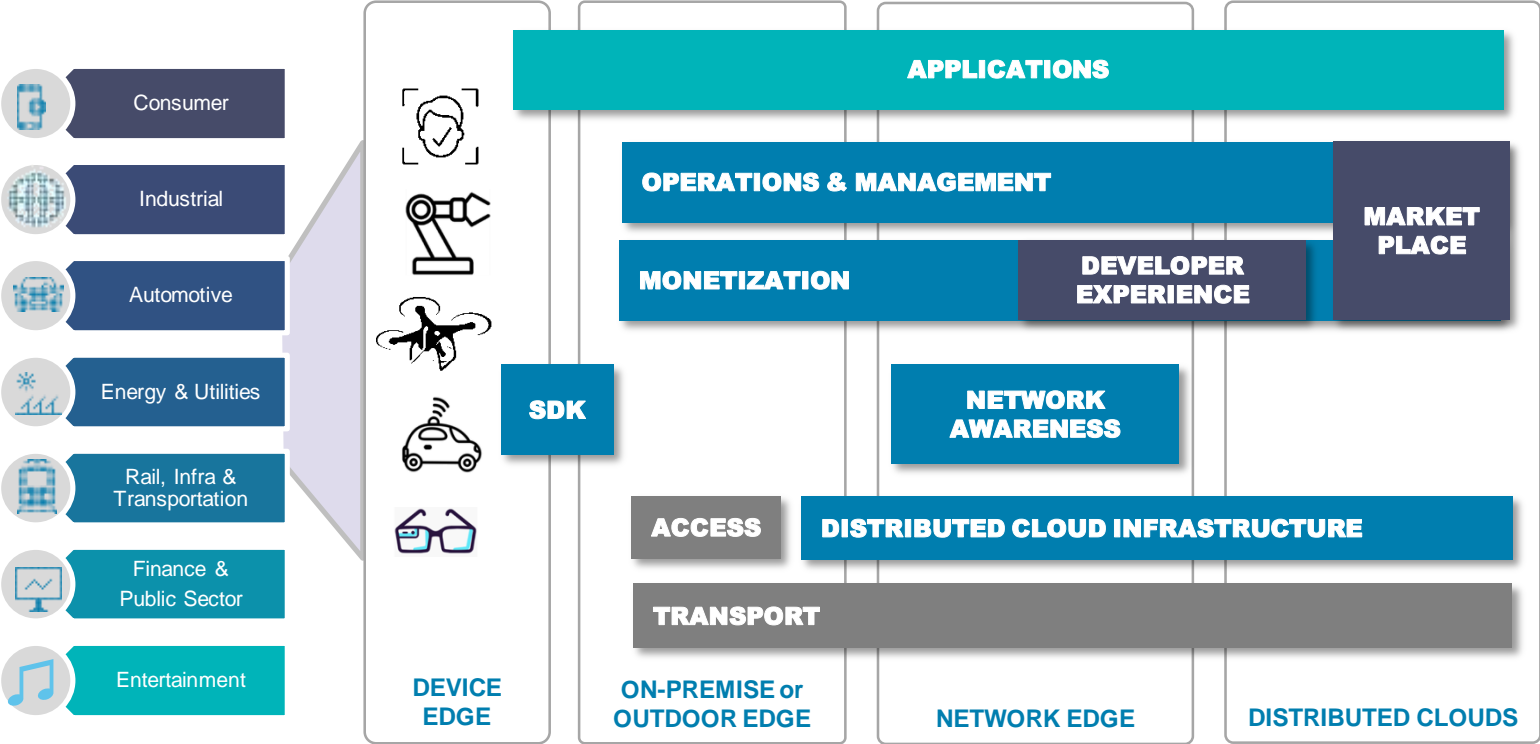 Consumer
Industrial
Automotive
Energy & Utilities
Rail, Infra &
Transportation
Finance &
Public Sector
Entertainment
APPLICATIONS
OPERATIONS & MANAGEMENT
MARKET
PLACE
MONETIZATION
DEVELOPER
EXPERIENCE
SDK
NETWORK
AWARENESS
ACCESS
DISTRIBUTED CLOUD INFRASTRUCTURE
TRANSPORT
DEVICE
EDGE
ON-PREMISE or
OUTDOOR EDGE
NETWORK EDGE
DISTRIBUTED CLOUDS